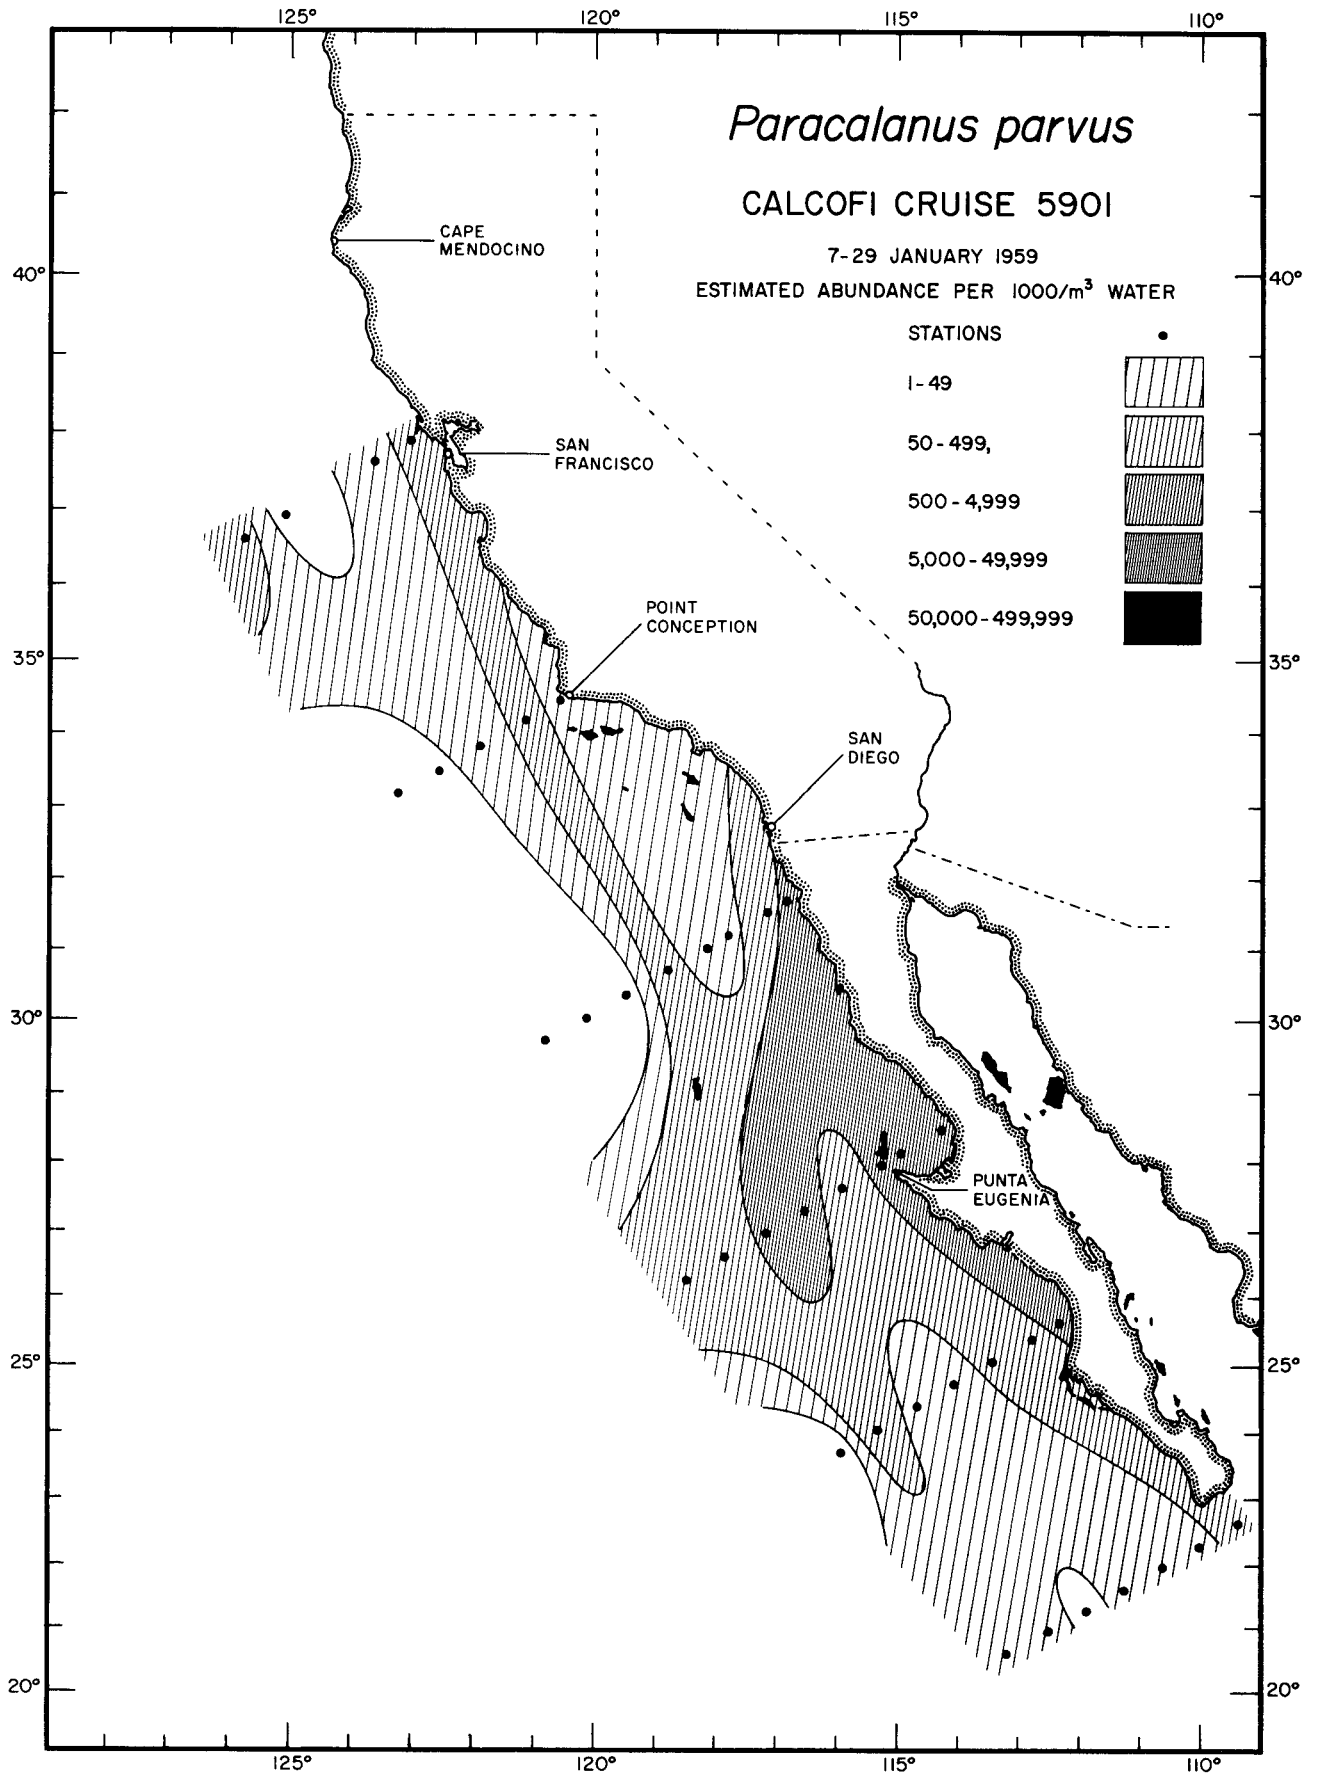 125° 120° 115° 110°
Paracalanus parvus
CALCOFI CRUISE 5901
7-29 JANUARY 1959
ESTIMATED ABUNDANCE PER 1000/m³ WATER
STATIONS
1-49
50-499,
500-4,999
5,000-49,999
50,000-499,999
CAPE
MENDOCINO
40° 40°
SAN
FRANCISCO
POINT
CONCEPTION
35° 35°
SAN
DIEGO
30° 30°
PUNTA
EUGENIA
25° 25°
20° 20°
125° 120° 115° 110°